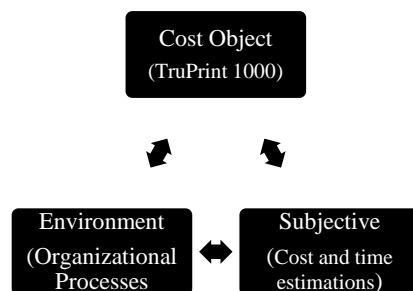 Cost Object
(TruPrint 1000)
Environment
(Organizational
Processes
Subjective
(Cost and time
estimations)